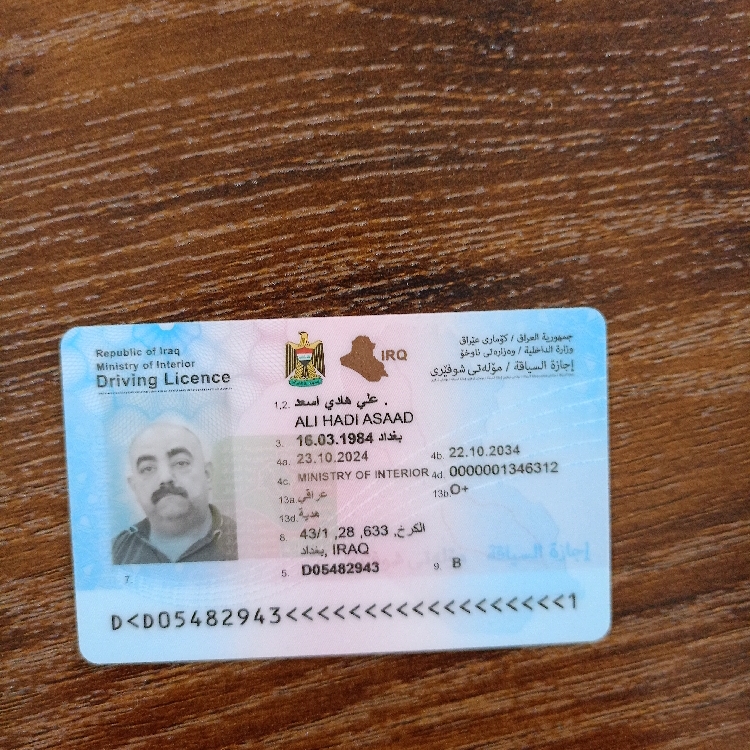 Republic of Iraq
Ministry of Interior
Driving Licence
IRQ
جمهورية العراق / كۆماری عێراق
وزارة الداخلية / وەزارەتی ناوخۆ
إجازة السياقة / مۆڵەتی شوفێری
1,2. علي هادي أسعد .
ALI HADI ASAAD
3. 16.03.1984 بغداد
4a. 23.10.2024
4b. 22.10.2034
4c. MINISTRY OF INTERIOR
4d. 0000001346312
13a. عراقي
13b. O+
13d. هدية
8. الكرخ, 633, 28, 43/1
بغداد, IRAQ
5. D05482943
9. B
7.
D<D05482943<<<<<<<<<<<<<<<<<<<1